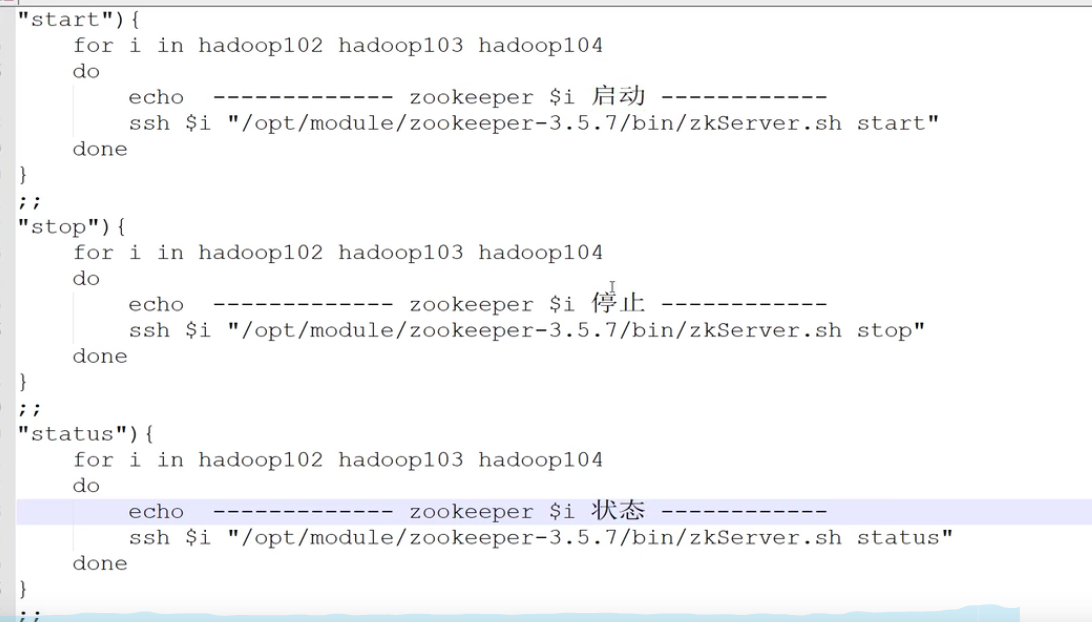 "start"){
    for i in hadoop102 hadoop103 hadoop104
    do
        echo  ------------- zookeeper $i 启动 ------------
        ssh $i "/opt/module/zookeeper-3.5.7/bin/zkServer.sh start"
    done
}
;;
"stop"){
    for i in hadoop102 hadoop103 hadoop104
    do
        echo  ------------- zookeeper $i 停止 ------------
        ssh $i "/opt/module/zookeeper-3.5.7/bin/zkServer.sh stop"
    done
}
;;
"status"){
    for i in hadoop102 hadoop103 hadoop104
    do
        echo  ------------- zookeeper $i 状态 ------------
        ssh $i "/opt/module/zookeeper-3.5.7/bin/zkServer.sh status"
    done
}
;;